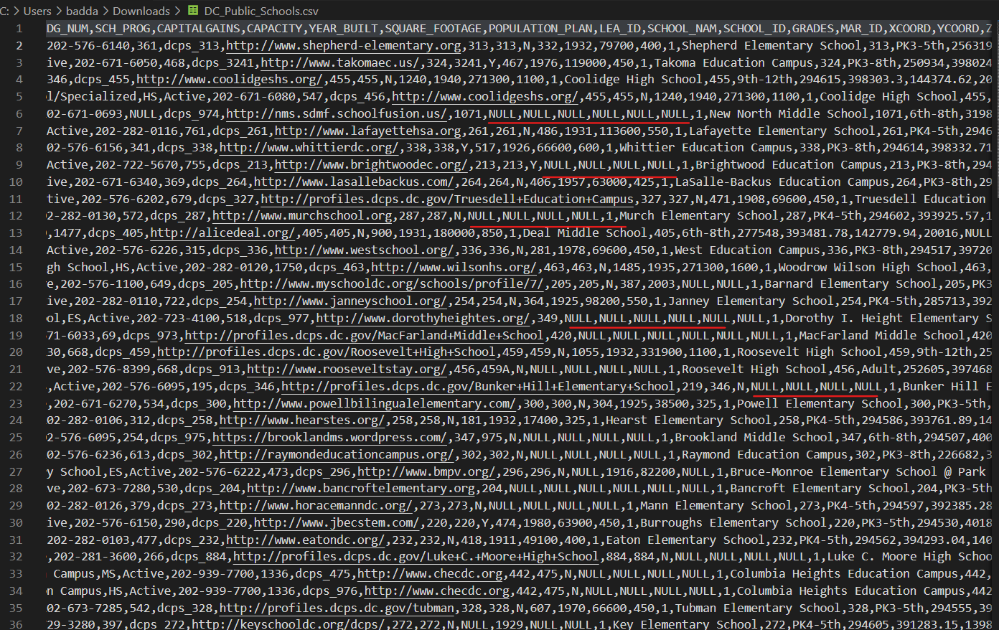 C: > Users > badda > Downloads > DC_Public_Schools.csv
1 DG_NUM,SCH_PROG,CAPITALGAINS,CAPACITY,YEAR_BUILT,SQUARE_FOOTAGE,POPULATION_PLAN,LEA_ID,SCHOOL_NAM,SCHOOL_ID,GRADES,MAR_ID,XCOORD,YCOORD,Z
2 202-576-6140,361,dcps_313,http://www.shepherd-elementary.org,313,313,N,332,1932,79700,400,1,Shepherd Elementary School,313,PK3-5th,256319
3 ive,202-671-6050,468,dcps_3241,http://www.takomaec.us/,324,3241,Y,467,1976,119000,450,1,Takoma Education Campus,324,PK3-8th,250934,398024
4 346,dcps_455,http://www.coolidgeshs.org/,455,455,N,1240,1940,271300,1100,1,Coolidge High School,455,9th-12th,294615,398303.3,144374.62,20
5 ol/Specialized,HS,Active,202-671-6080,547,dcps_456,http://www.coolidgeshs.org/,455,455,N,1240,1940,271300,1100,1,Coolidge High School,455,
6 02-671-0693,NULL,dcps_974,http://nms.sdmf.schoolfusion.us/,1071,NULL,NULL,NULL,NULL,NULL,NULL,1,New North Middle School,1071,6th-8th,3198
7 Active,202-282-0116,761,dcps_261,http://www.lafayettehsa.org,261,261,N,486,1931,113600,550,1,Lafayette Elementary School,261,PK4-5th,2946
8 02-576-6156,341,dcps_338,http://www.whittierdc.org/,338,338,Y,517,1926,66600,600,1,Whittier Education Campus,338,PK3-8th,294614,398332.71
9 Active,202-722-5670,755,dcps_213,http://www.brightwoodec.org/,213,213,Y,NULL,NULL,NULL,NULL,1,Brightwood Education Campus,213,PK3-8th,294
10 02-671-6340,369,dcps_264,http://www.lasallebackus.com/,264,264,N,406,1957,63000,425,1,LaSalle-Backus Education Campus,264,PK3-8th,29
11 tive,202-576-6202,679,dcps_327,http://profiles.dcps.dc.gov/Truesdell+Education+Campus,327,327,N,471,1908,69600,450,1,Truesdell Education
12 02-282-0130,572,dcps_287,http://www.murchschool.org,287,287,N,NULL,NULL,NULL,NULL,1,Murch Elementary School,287,PK4-5th,294602,393925.57,1
13 ,1477,dcps_405,http://alicedeal.org/,405,405,N,900,1931,180000,850,1,Deal Middle School,405,6th-8th,277548,393481.78,142779.94,20016,NULL
14 Active,202-576-6226,315,dcps_336,http://www.westschool.org/,336,336,N,281,1978,69600,450,1,West Education Campus,336,PK3-8th,294517,39720
15 gh School,HS,Active,202-282-0120,1750,dcps_463,http://www.wilsonhs.org/,463,463,N,1485,1935,271300,1600,1,Woodrow Wilson High School,463,
16 e,202-576-1100,649,dcps_205,http://www.myschooldc.org/schools/profile/7/,205,205,N,387,2003,NULL,NULL,1,Barnard Elementary School,205,PK3
17 ive,202-282-0110,722,dcps_254,http://www.janneyschool.org/,254,254,N,364,1925,98200,550,1,Janney Elementary School,254,PK4-5th,285713,392
18 ol,ES,Active,202-723-4100,518,dcps_977,http://www.dorothyheightes.org/,349,NULL,NULL,NULL,NULL,NULL,NULL,1,Dorothy I. Height Elementary S
19 671-6033,69,dcps_973,http://profiles.dcps.dc.gov/MacFarland+Middle+School,420,NULL,NULL,NULL,NULL,NULL,NULL,1,MacFarland Middle School,420
20 30,668,dcps_459,http://profiles.dcps.dc.gov/Roosevelt+High+School,459,459,N,1055,1932,331900,1100,1,Roosevelt High School,459,9th-12th,25
21 ve,202-576-8399,668,dcps_913,http://www.rooseveltstay.org/,456,459A,N,NULL,NULL,NULL,NULL,1,Roosevelt High School,456,Adult,252605,397468
22 ,Active,202-576-6095,195,dcps_346,http://profiles.dcps.dc.gov/Bunker+Hill+Elementary+School,219,346,N,NULL,NULL,NULL,NULL,1,Bunker Hill E
23 ,202-671-6270,534,dcps_300,http://www.powellbilingualelementary.com/,300,300,N,304,1925,38500,325,1,Powell Elementary School,300,PK3-5th,
24 02-282-0106,312,dcps_258,http://www.hearstes.org/,258,258,N,181,1932,17400,325,1,Hearst Elementary School,258,PK4-5th,294586,393761.89,14
25 02-576-6095,254,dcps_975,https://brooklandms.wordpress.com/,347,975,N,NULL,NULL,NULL,NULL,1,Brookland Middle School,347,6th-8th,294507,400
26 02-576-6236,613,dcps_302,http://raymondeducationcampus.org/,302,302,N,NULL,NULL,NULL,NULL,1,Raymond Education Campus,302,PK3-8th,226682,3
27 ry School,ES,Active,202-576-6222,473,dcps_296,http://www.bmpv.org/,296,296,N,NULL,1916,82200,NULL,1,Bruce-Monroe Elementary School @ Park
28 ve,202-673-7280,530,dcps_204,http://www.bancroftelementary.org,204,NULL,NULL,NULL,NULL,NULL,NULL,1,Bancroft Elementary School,204,PK3-5th
29 02-282-0126,379,dcps_273,http://www.horacemanndc.org/,273,273,N,NULL,NULL,NULL,NULL,1,Mann Elementary School,273,PK4-5th,294597,392385.28
30 ive,202-576-6150,290,dcps_220,http://www.jbecstem.com/,220,220,Y,474,1980,63900,450,1,Burroughs Elementary School,220,PK3-5th,294530,4018
31 202-282-0103,477,dcps_232,http://www.eatondc.org/,232,232,N,418,1911,49100,400,1,Eaton Elementary School,232,PK4-5th,294562,394293.04,140
32 ,202-281-3600,266,dcps_884,http://profiles.dcps.dc.gov/Luke+C.+Moore+High+School,884,884,N,NULL,NULL,NULL,NULL,1,Luke C. Moore High Schoo
33 Campus,MS,Active,202-939-7700,1336,dcps_475,http://www.checdc.org,442,475,N,NULL,NULL,NULL,NULL,1,Columbia Heights Education Campus,442,
34 n Campus,HS,Active,202-939-7700,1336,dcps_976,http://www.checdc.org,442,475,N,NULL,NULL,NULL,NULL,1,Columbia Heights Education Campus,442
35 02-673-7285,542,dcps_328,http://profiles.dcps.dc.gov/tubman,328,328,N,607,1970,66600,450,1,Tubman Elementary School,328,PK3-5th,294555,39
36 29-3280,397,dcps_272,http://keyschooldc.org/dcps/,272,272,N,NULL,1929,NULL,NULL,1,Key Elementary School,272,PK4-5th,294605,391283.15,1398